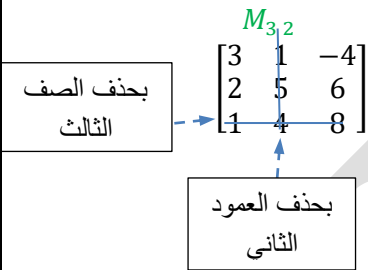 M₃ ₂
[3 1 −4]
[2 5 6]
[1 4 8]
بحذف الصف
الثالث
بحذف العمود
الثاني